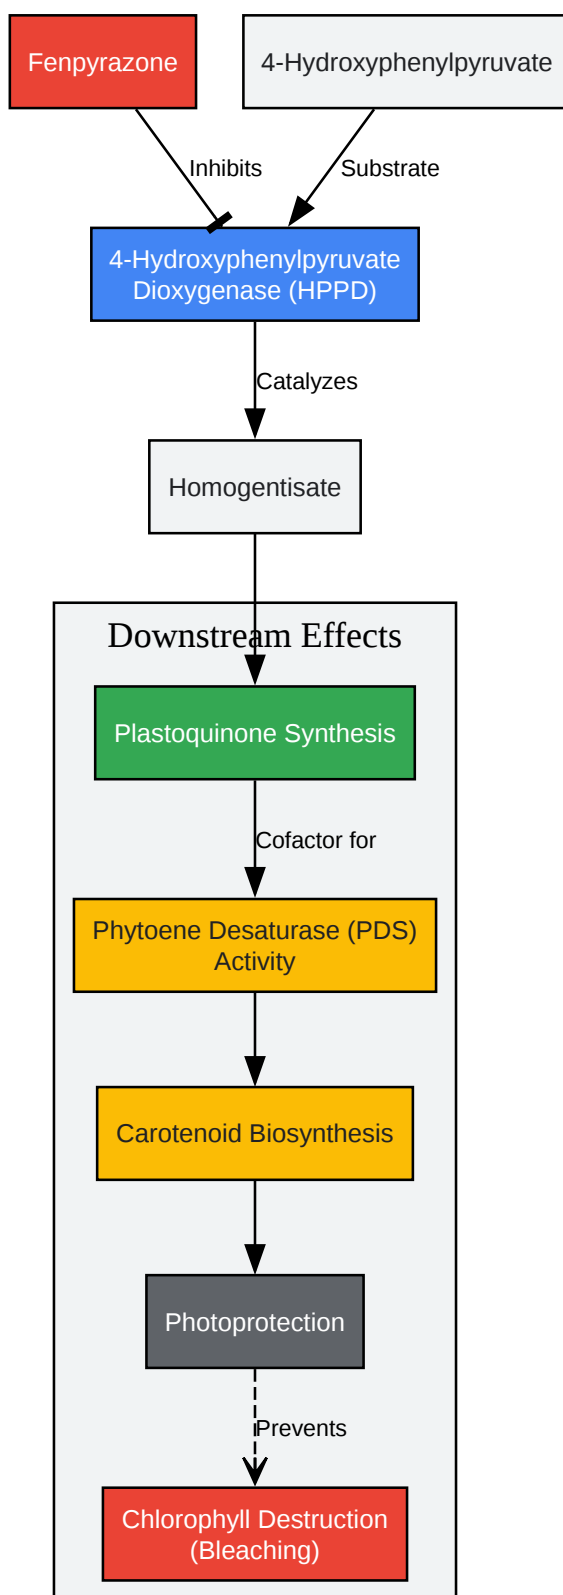 Fenpyrazone
4-Hydroxyphenylpyruvate
Inhibits
Substrate
4-Hydroxyphenylpyruvate
Dioxygenase (HPPD)
Catalyzes
Homogentisate
Downstream Effects
Plastoquinone Synthesis
Cofactor for
Phytoene Desaturase (PDS)
Activity
Carotenoid Biosynthesis
Photoprotection
Prevents
Chlorophyll Destruction
(Bleaching)